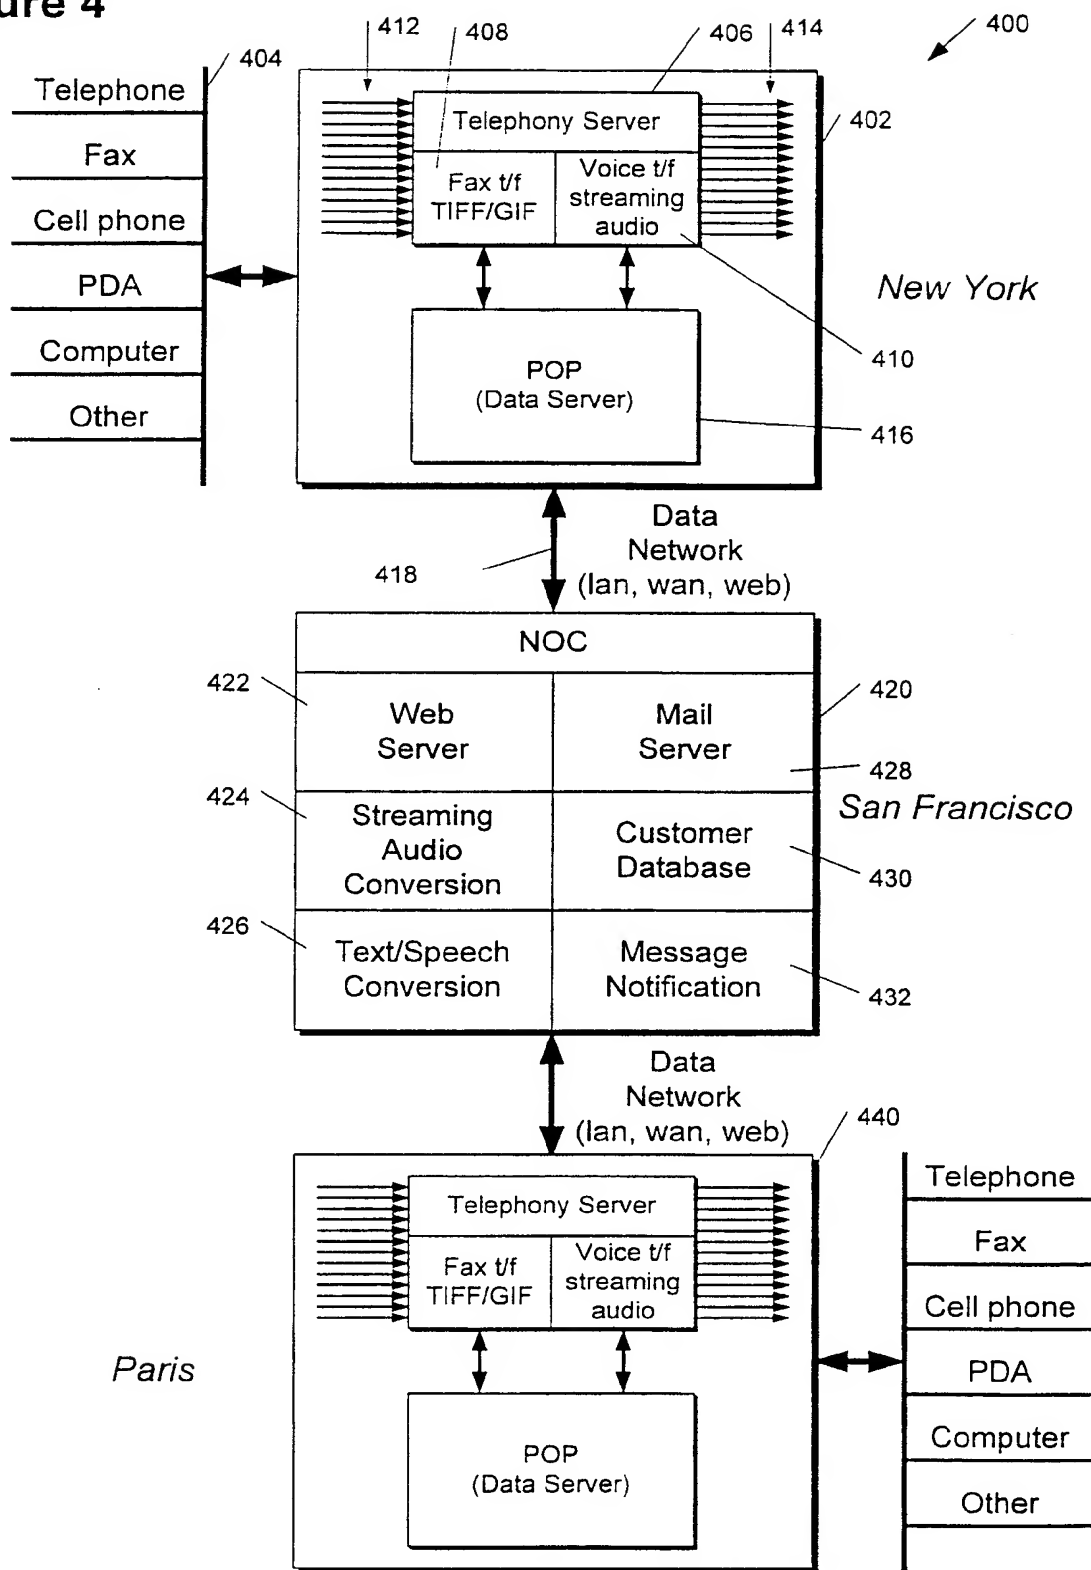 ure 4
412
408
406
414
400
404
Telephone
Fax
Cell phone
PDA
Computer
Other
Telephony Server
Fax t/f
TIFF/GIF
Voice t/f
streaming
audio
402
New York
410
POP
(Data Server)
416
418
Data
Network
(lan, wan, web)
NOC
422
Web
Server
Mail
Server
420
428
San Francisco
424
Streaming
Audio
Conversion
Customer
Database
430
426
Text/Speech
Conversion
Message
Notification
432
Data
Network
(lan, wan, web)
440
Telephony Server
Fax t/f
TIFF/GIF
Voice t/f
streaming
audio
Paris
POP
(Data Server)
Telephone
Fax
Cell phone
PDA
Computer
Other